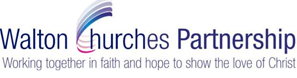 Walton Churches Partnership
Working together in faith and hope to show the love of Christ